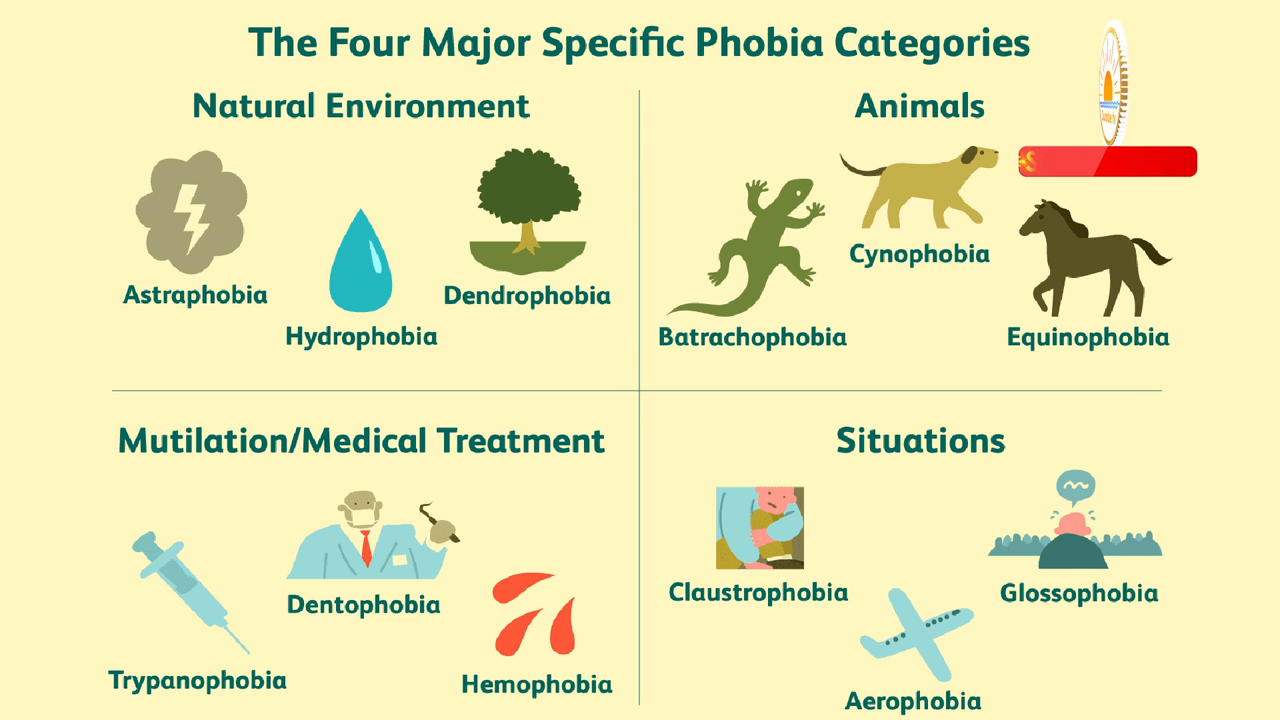 The Four Major Specific Phobia Categories
Natural Environment
Astraphobia
Hydrophobia
Dendrophobia
Animals
Batrachophobia
Cynophobia
Equinophobia
Mutilation/Medical Treatment
Trypanophobia
Dentophobia
Hemophobia
Situations
Claustrophobia
Aerophobia
Glossophobia